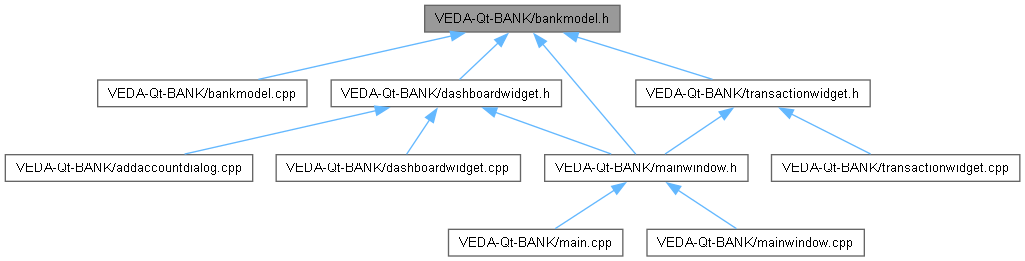 VEDA-Qt-BANK/bankmodel.h
VEDA-Qt-BANK/bankmodel.cpp
VEDA-Qt-BANK/dashboardwidget.h
VEDA-Qt-BANK/transactionwidget.h
VEDA-Qt-BANK/addaccountdialog.cpp
VEDA-Qt-BANK/dashboardwidget.cpp
VEDA-Qt-BANK/mainwindow.h
VEDA-Qt-BANK/transactionwidget.cpp
VEDA-Qt-BANK/main.cpp
VEDA-Qt-BANK/mainwindow.cpp